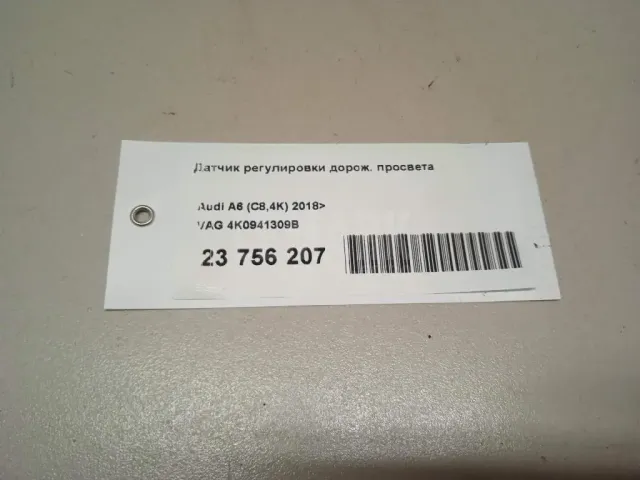 Датчик регулировки дорож. просвета
Audi A6 (C8,4K) 2018>
VAG 4K0941309B
23 756 207